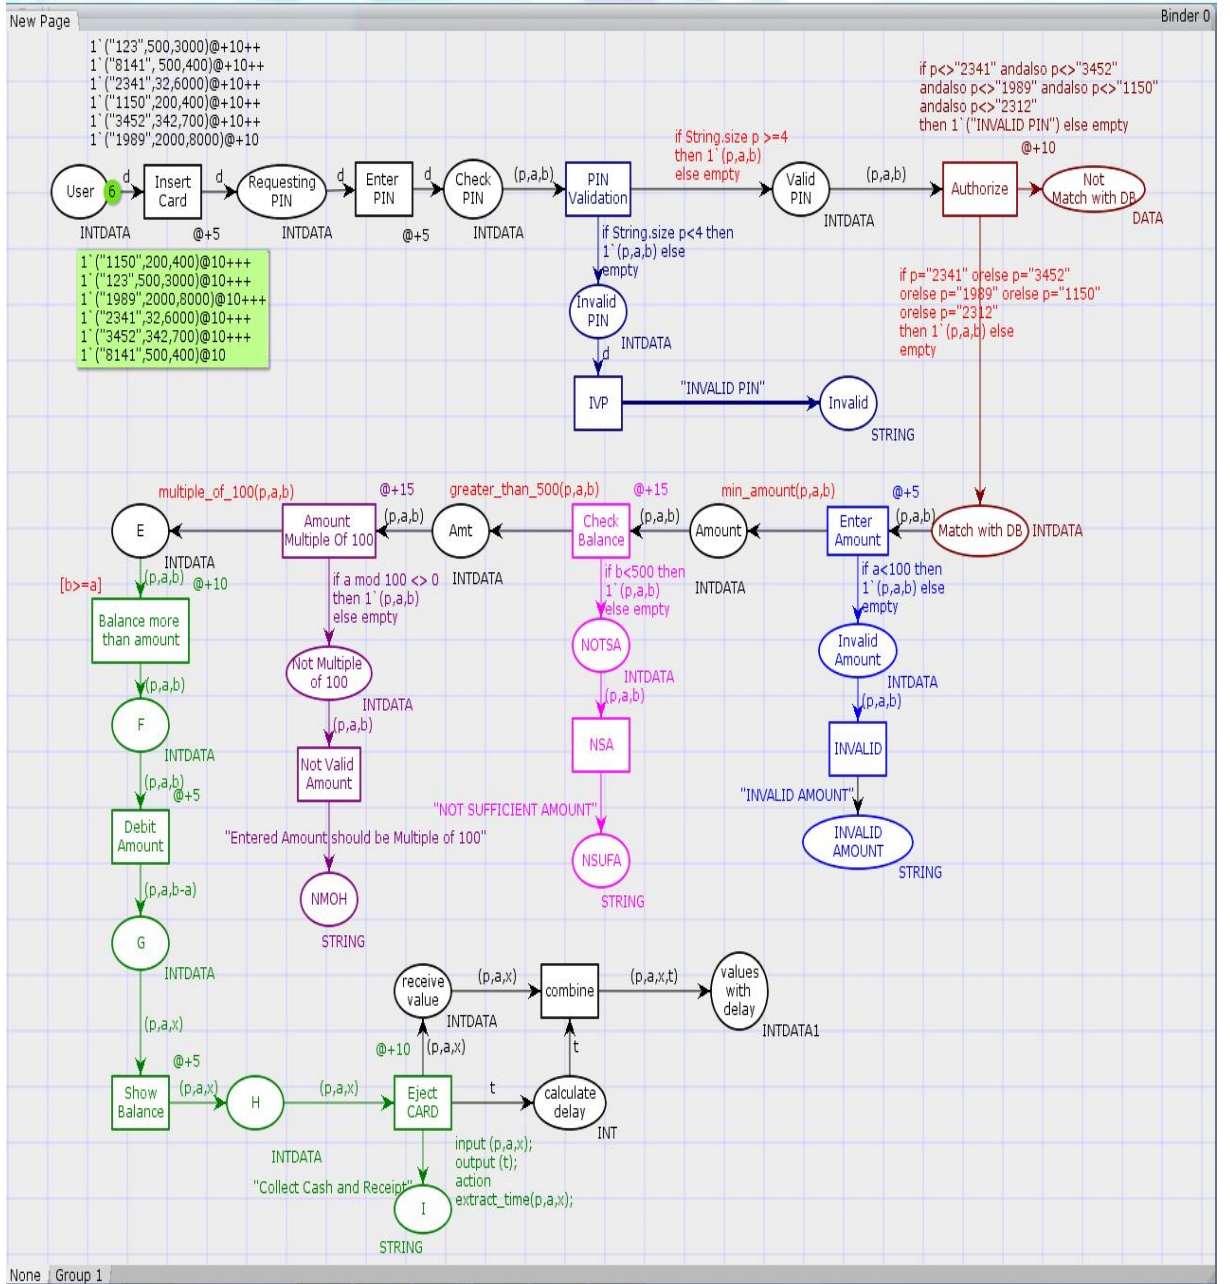 New Page
Binder 0
1`("123",500,3000)@+10++
1`("8141", 500,400)@+10++
1`("2341",32,6000)@+10++
1`("1150",200,400)@+10++
1`("3452",342,700)@+10++
1`("1989",2000,8000)@+10
if p<>"2341" andalso p<>"3452"
andalso p<>"1989" andalso p<>"1150"
andalso p<>"2312"
then 1`("INVALID PIN") else empty
@+10
if String.size p >=4
then 1`(p,a,b)
else empty
User
6
d
Insert
Card
d
Requesting
PIN
d
Enter
PIN
d
Check
PIN
(p,a,b)
PIN
Validation
Valid
PIN
(p,a,b)
Authorize
Not
Match with DB
INTDATA
@+5
INTDATA
@+5
INTDATA
INTDATA
DATA
1`("1150",200,400)@10+++
1`("123",500,3000)@10+++
1`("1989",2000,8000)@10+++
1`("2341",32,6000)@10+++
1`("3452",342,700)@10+++
1`("8141",500,400)@10
if String.size p<4 then
1`(p,a,b) else
empty
Invalid
PIN
INTDATA
d
IVP
"INVALID PIN"
Invalid
STRING
if p="2341" orelse p="3452"
orelse p="1989" orelse p="1150"
orelse p="2312"
then 1`(p,a,b) else
empty
multiple_of_100(p,a,b)
@+15
greater_than_500(p,a,b)
@+15
min_amount(p,a,b)
@+5
E
Amount
Multiple Of 100
(p,a,b)
Amt
Check
Balance
(p,a,b)
Amount
Enter
Amount
(p,a,b)
Match with DB
INTDATA
INTDATA
INTDATA
INTDATA
[b>=a]
(p,a,b)
@+10
Balance more
than amount
(p,a,b)
F
INTDATA
(p,a,b)
@+5
Debit
Amount
(p,a,b-a)
G
INTDATA
(p,a,x)
@+5
Show
Balance
(p,a,x)
H
INTDATA
(p,a,x)
if a mod 100 <> 0
then 1`(p,a,b)
else empty
Not Multiple
of 100
INTDATA
(p,a,b)
Not Valid
Amount
"Entered Amount should be Multiple of 100"
NMOH
STRING
if b<500 then
1`(p,a,b)
else empty
NOTSA
INTDATA
(p,a,b)
NSA
"NOT SUFFICIENT AMOUNT"
NSUFA
STRING
if a<100 then
1`(p,a,b) else
empty
Invalid
Amount
INTDATA
(p,a,b)
INVALID
"INVALID AMOUNT"
INVALID
AMOUNT
STRING
receive
value
(p,a,x)
combine
(p,a,x,t)
values
with
delay
INTDATA
INTDATA1
@+10
(p,a,x)
t
Eject
CARD
t
calculate
delay
INT
input (p,a,x);
output (t);
action
extract_time(p,a,x);
"Collect Cash and Receipt"
I
STRING
None
Group 1